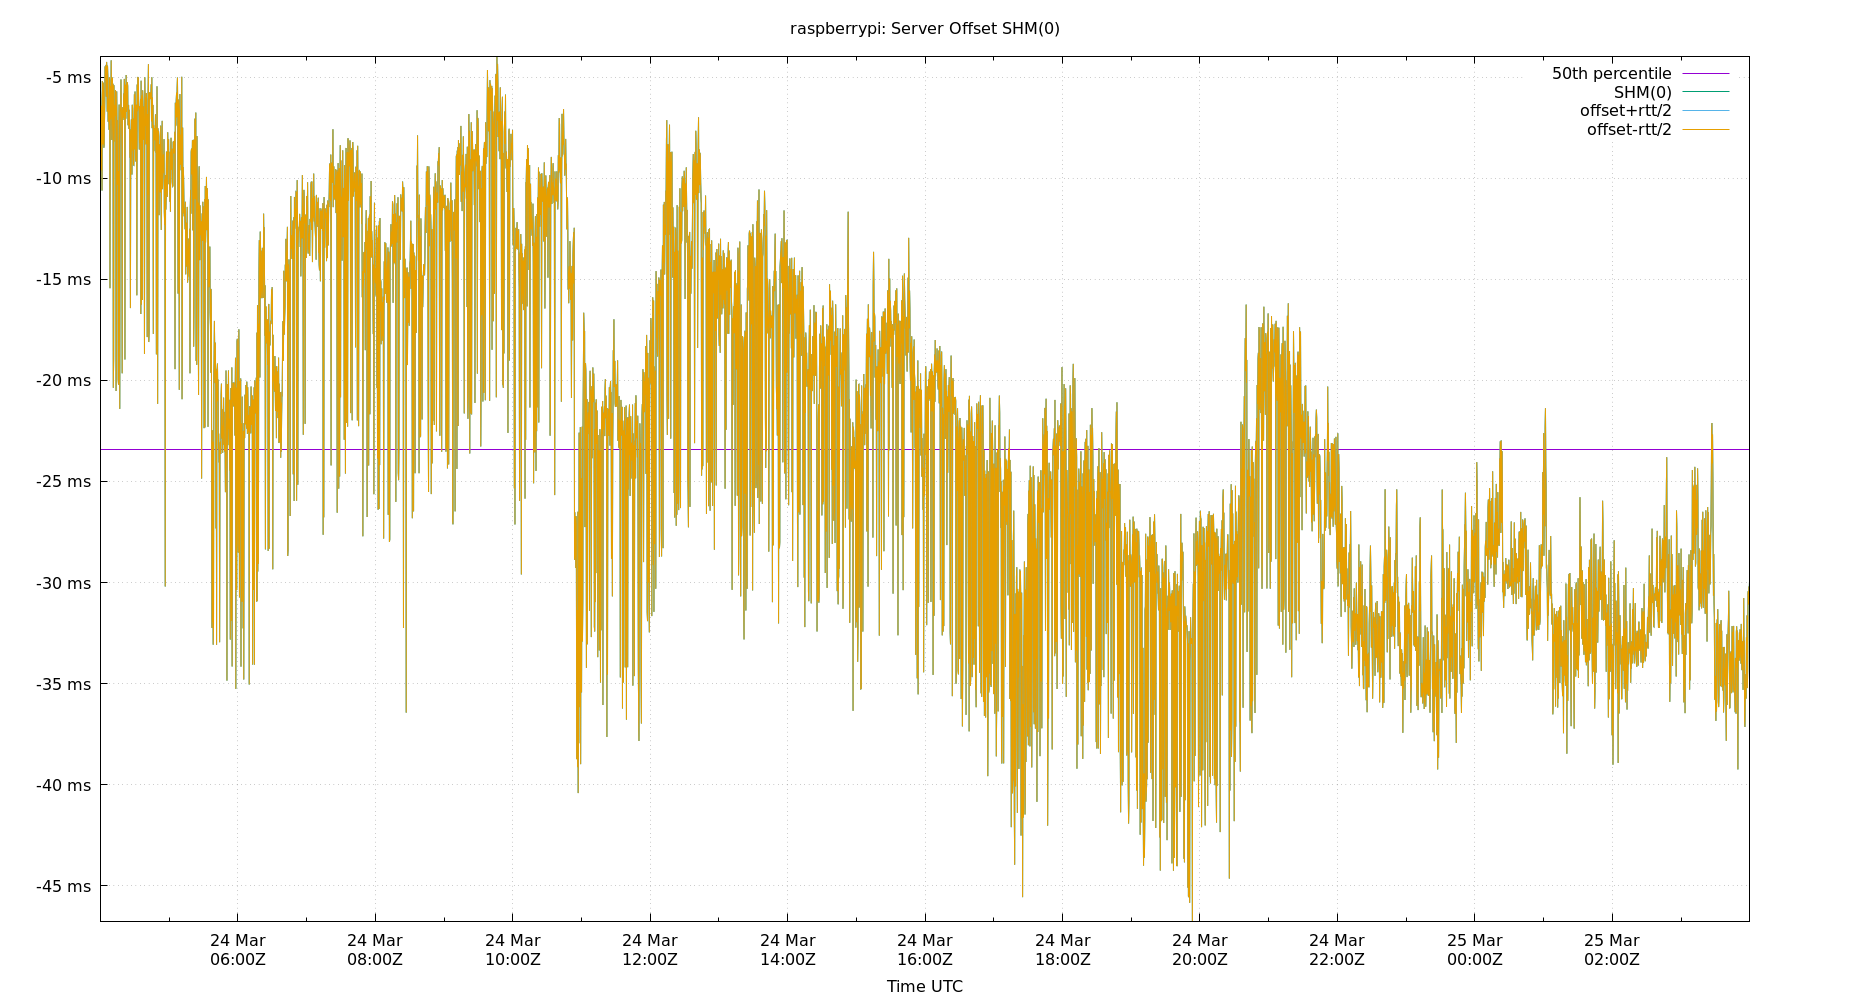 raspberrypi: Server Offset SHM(0)
50th percentile
SHM(0)
offset+rtt/2
offset-rtt/2
-5 ms
-10 ms
-15 ms
-20 ms
-25 ms
-30 ms
-35 ms
-40 ms
-45 ms
24 Mar 24 Mar 24 Mar 24 Mar 24 Mar 24 Mar 24 Mar 24 Mar 24 Mar 25 Mar 25 Mar
06:00Z 08:00Z 10:00Z 12:00Z 14:00Z 16:00Z 18:00Z 20:00Z 22:00Z 00:00Z 02:00Z
Time UTC